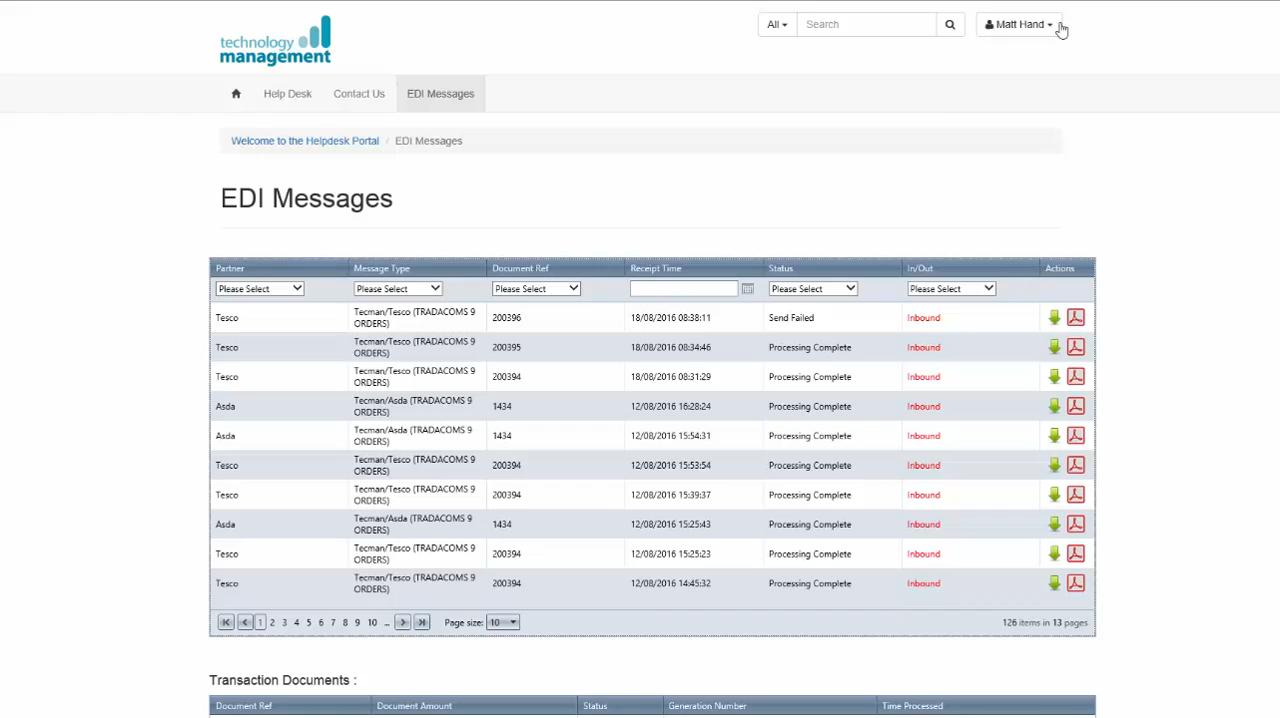 technology
management
All
Search
Matt Hand
Help Desk
Contact Us
EDI Messages
Welcome to the Helpdesk Portal / EDI Messages
EDI Messages
Partner Message Type Document Ref Receipt Time Status In/Out Actions
Please Select Please Select Please Select Please Select Please Select
Tesco Tecman/Tesco (TRADACOMS 9 ORDERS) 200396 18/08/2016 08:38:11 Send Failed Inbound
Tesco Tecman/Tesco (TRADACOMS 9 ORDERS) 200395 18/08/2016 08:34:46 Processing Complete Inbound
Tesco Tecman/Tesco (TRADACOMS 9 ORDERS) 200394 18/08/2016 08:31:29 Processing Complete Inbound
Asda Tecman/Asda (TRADACOMS 9 ORDERS) 1434 12/08/2016 16:28:24 Processing Complete Inbound
Asda Tecman/Asda (TRADACOMS 9 ORDERS) 1434 12/08/2016 15:54:31 Processing Complete Inbound
Tesco Tecman/Tesco (TRADACOMS 9 ORDERS) 200394 12/08/2016 15:53:54 Processing Complete Inbound
Tesco Tecman/Tesco (TRADACOMS 9 ORDERS) 200394 12/08/2016 15:39:37 Processing Complete Inbound
Asda Tecman/Asda (TRADACOMS 9 ORDERS) 1434 12/08/2016 15:25:43 Processing Complete Inbound
Tesco Tecman/Tesco (TRADACOMS 9 ORDERS) 200394 12/08/2016 15:25:23 Processing Complete Inbound
Tesco Tecman/Tesco (TRADACOMS 9 ORDERS) 200394 12/08/2016 14:45:32 Processing Complete Inbound
1 2 3 4 5 6 7 8 9 10 ... Page size: 10 126 items in 13 pages
Transaction Documents :
Document Ref Document Amount Status Generation Number Time Processed